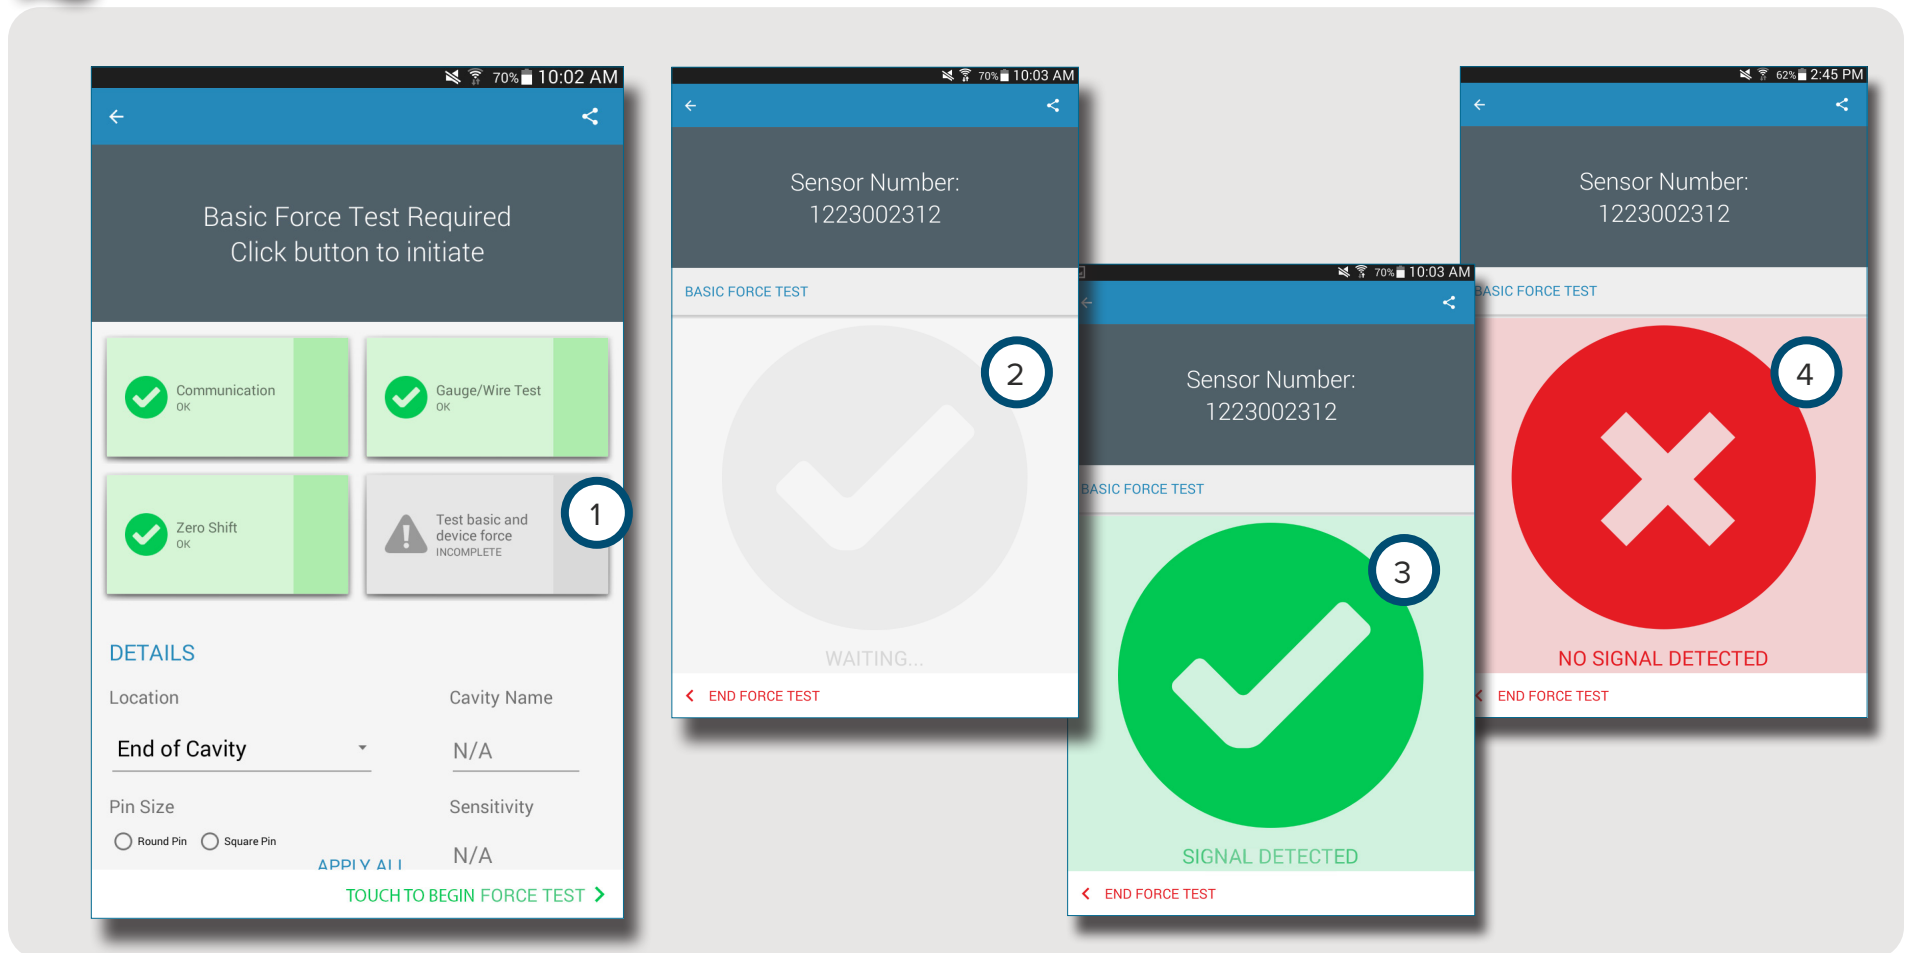 70% 10:02 AM
Basic Force Test Required
Click button to initiate
Communication
OK
Gauge/Wire Test
OK
Zero Shift
OK
Test basic and
device force
INCOMPLETE
1
DETAILS
Location
Cavity Name
End of Cavity
N/A
Pin Size
Sensitivity
Round Pin
Square Pin
N/A
APPLY ALL
TOUCH TO BEGIN FORCE TEST
70% 10:03 AM
Sensor Number:
1223002312
BASIC FORCE TEST
2
WAITING...
END FORCE TEST
70% 10:03 AM
Sensor Number:
1223002312
BASIC FORCE TEST
3
SIGNAL DETECTED
END FORCE TEST
62% 2:45 PM
Sensor Number:
1223002312
BASIC FORCE TEST
4
NO SIGNAL DETECTED
END FORCE TEST